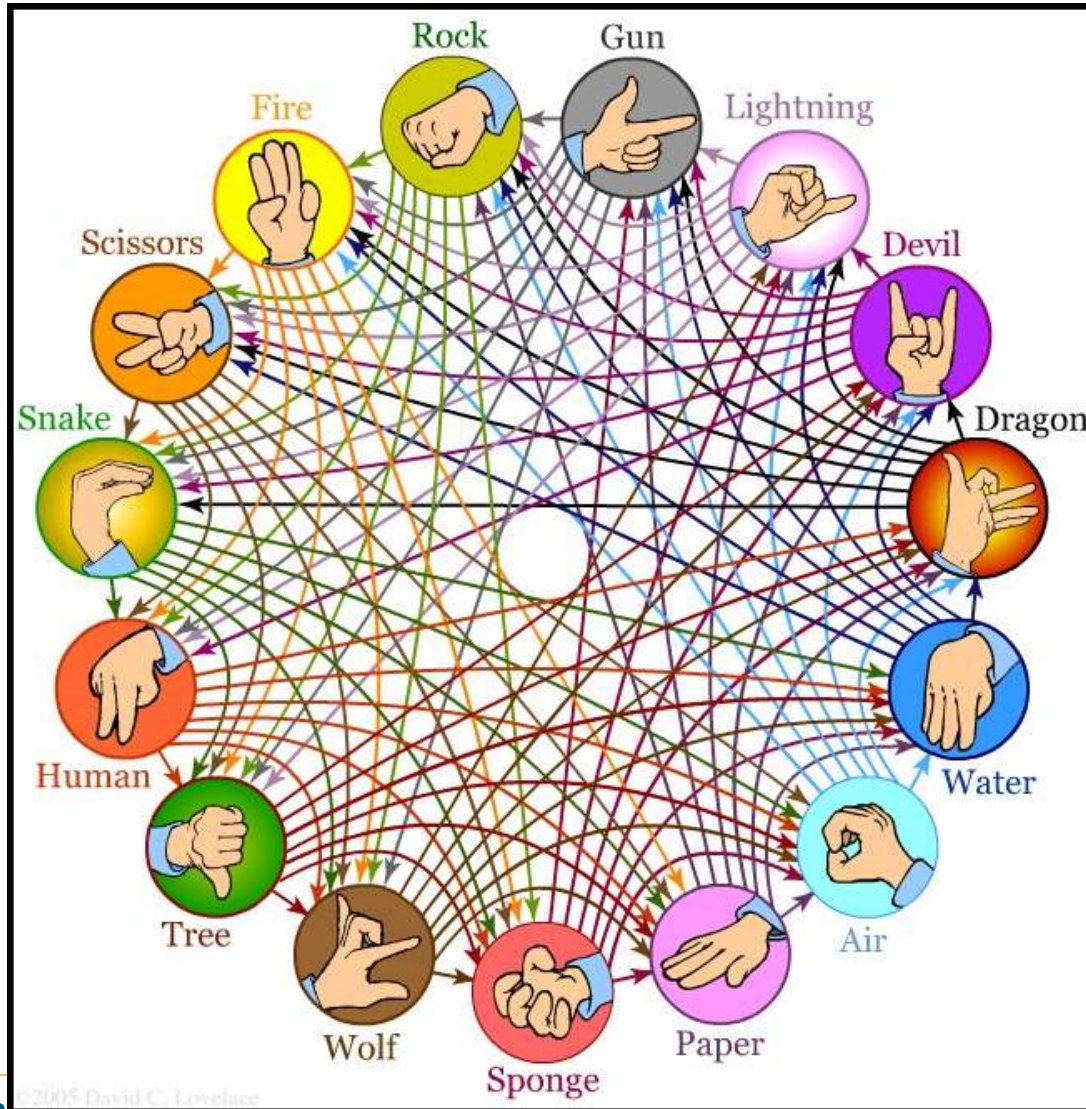 Rock
Gun
Fire
Lightning
Scissors
Devil
Snake
Dragon
Human
Water
Tree
Air
Wolf
Paper
Sponge
©2005 David C. Lovelace